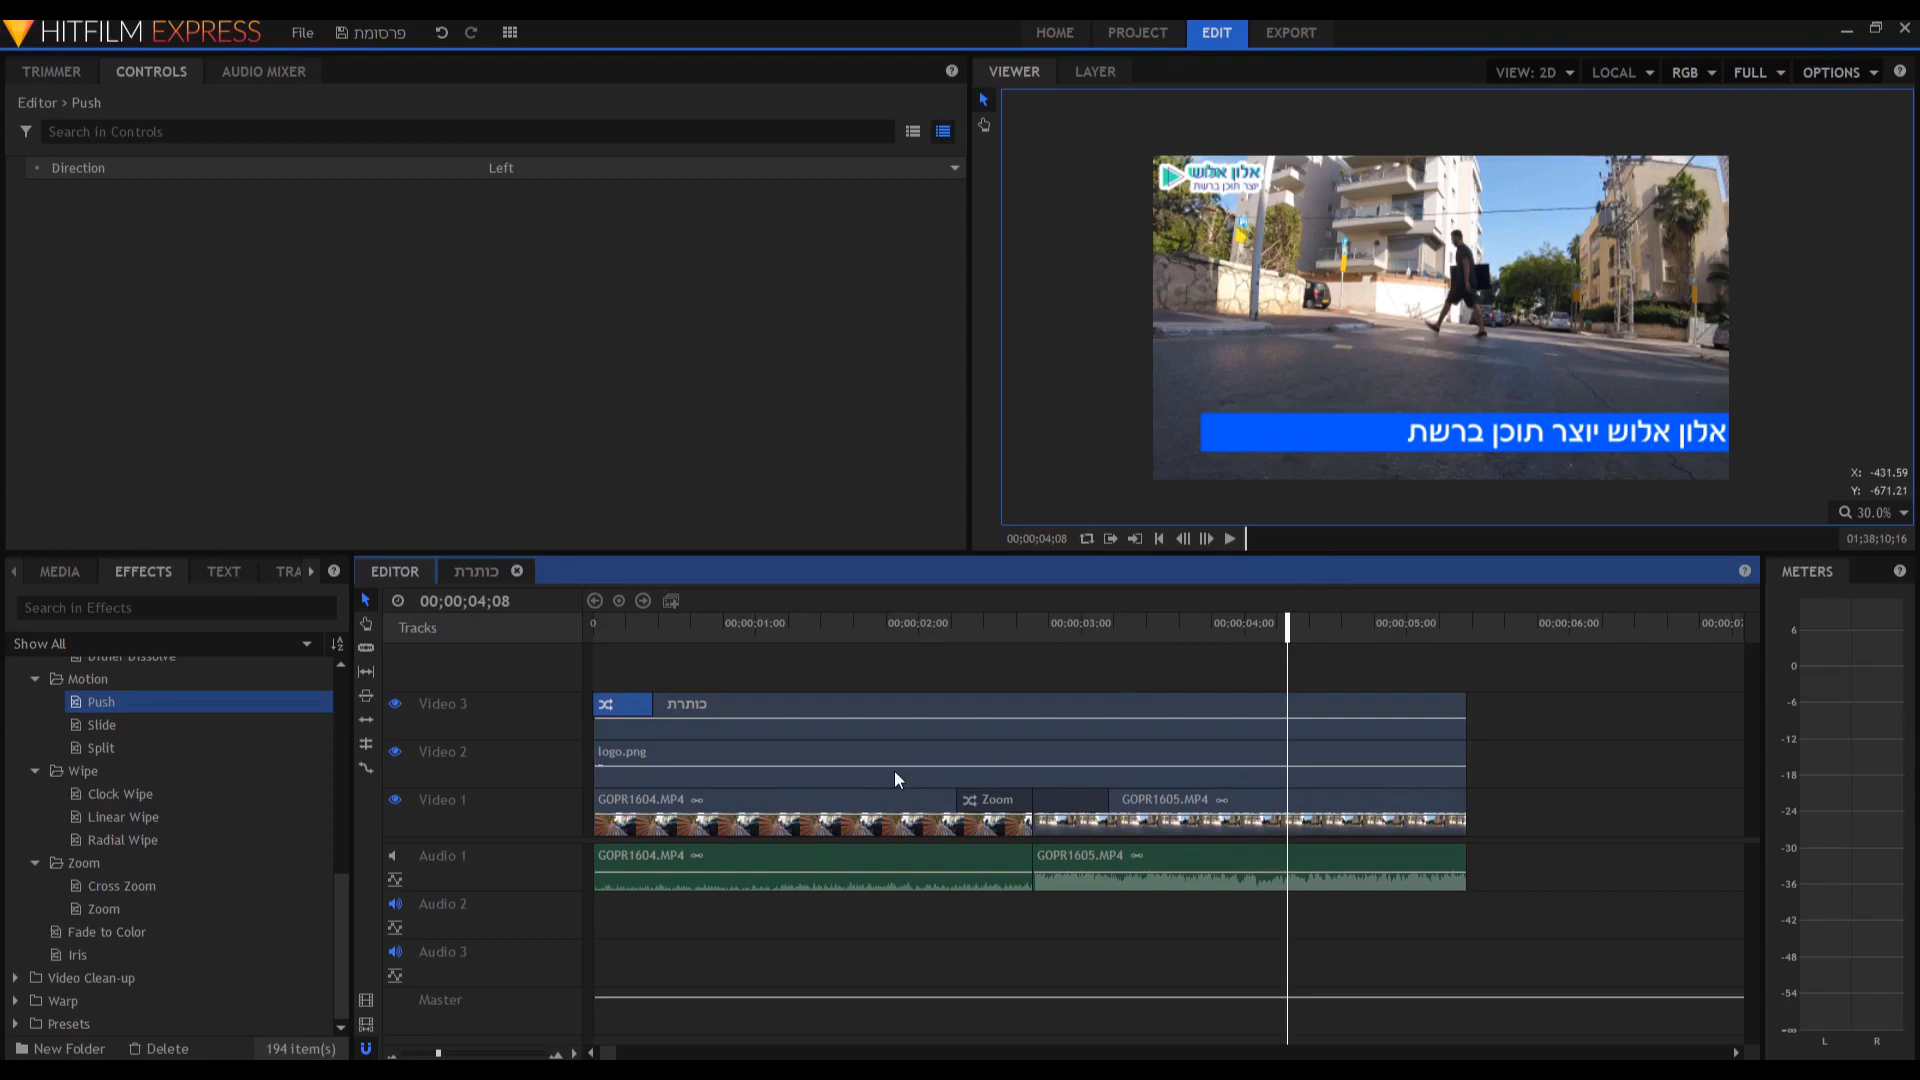 HITFILM EXPRESS
File
פרסומת
HOME
PROJECT
EDIT
EXPORT
TRIMMER
CONTROLS
AUDIO MIXER
VIEWER
LAYER
VIEW: 2D
LOCAL
RGB
FULL
OPTIONS
Editor > Push
Search in Controls
Direction
Left
אלון אלוש
יוצר תוכן ברשת
אלון אלוש יוצר תוכן ברשת
X: -431.59
Y: -671.21
30.0%
00;00;04;08
01;38;10;16
MEDIA
EFFECTS
TEXT
TRA
EDITOR
כותרת
METERS
Search in Effects
00;00;04;08
Show All
Tracks
0
00;00;01;00
00;00;02;00
00;00;03;00
00;00;04;00
00;00;05;00
00;00;06;00
Motion
Push
Slide
Split
Wipe
Clock Wipe
Linear Wipe
Radial Wipe
Zoom
Cross Zoom
Zoom
Fade to Color
Iris
Video Clean-up
Warp
Presets
New Folder
Delete
194 item(s)
Video 3
כותרת
Video 2
logo.png
Video 1
GOPR1604.MP4
Zoom
GOPR1605.MP4
Audio 1
GOPR1604.MP4
GOPR1605.MP4
Audio 2
Audio 3
Master
6
0
-6
-12
-18
-24
-30
-36
-42
-48
-54
-∞
L
R